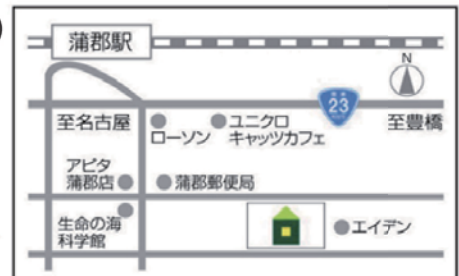 蒲郡駅
N
23
至名古屋
ローソン
ユニクロ
キャッツカフェ
至豊橋
アピタ
蒲郡店
蒲郡郵便局
生命の海
科学館
エイデン